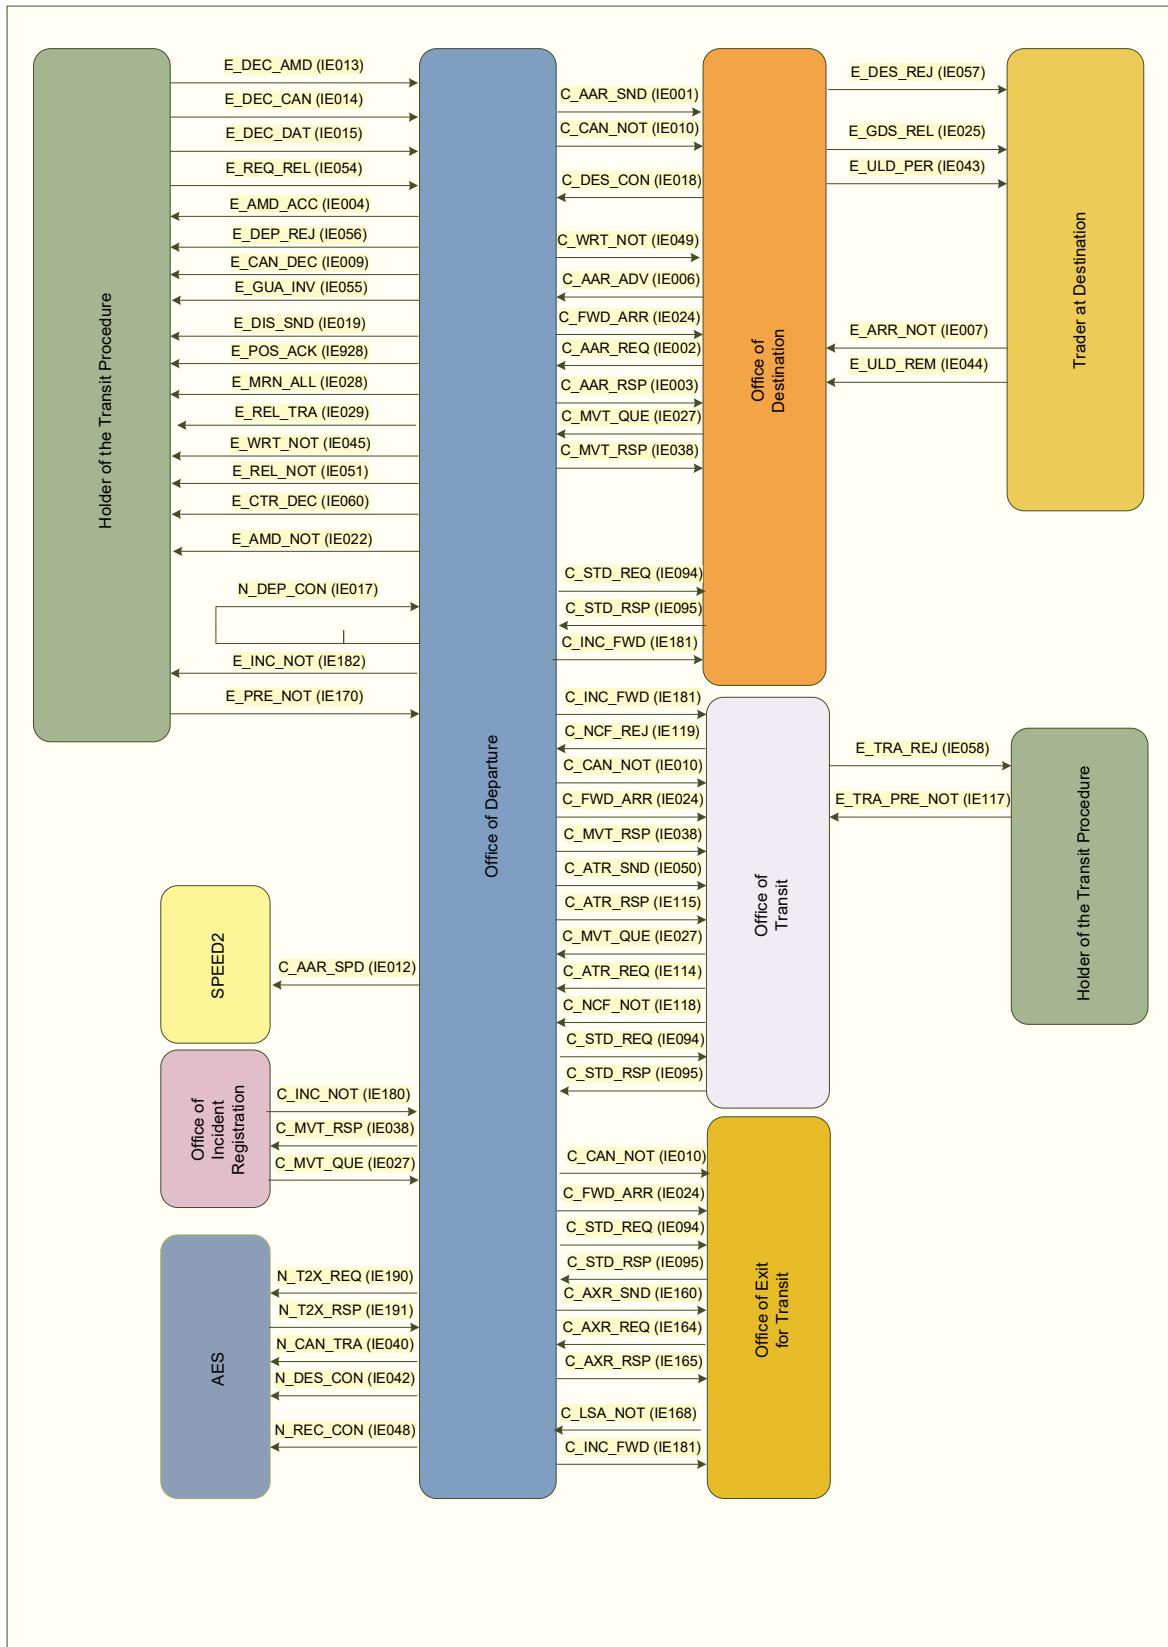 Holder of the Transit Procedure
E_DEC_AMD (IE013)
E_DEC_CAN (IE014)
E_DEC_DAT (IE015)
E_REQ_REL (IE054)
E_AMD_ACC (IE004)
E_DEP_REJ (IE056)
E_CAN_DEC (IE009)
E_GUA_INV (IE055)
E_DIS_SND (IE019)
E_POS_ACK (IE928)
E_MRN_ALL (IE028)
E_REL_TRA (IE029)
E_WRT_NOT (IE045)
E_REL_NOT (IE051)
E_CTR_DEC (IE060)
E_AMD_NOT (IE022)
N_DEP_CON (IE017)
E_INC_NOT (IE182)
E_PRE_NOT (IE170)
SPEED2
C_AAR_SPD (IE012)
Office of
Incident
Registration
C_INC_NOT (IE180)
C_MVT_RSP (IE038)
C_MVT_QUE (IE027)
AES
N_T2X_REQ (IE190)
N_T2X_RSP (IE191)
N_CAN_TRA (IE040)
N_DES_CON (IE042)
N_REC_CON (IE048)
Office of Departure
C_AAR_SND (IE001)
C_CAN_NOT (IE010)
C_DES_CON (IE018)
C_WRT_NOT (IE049)
C_AAR_ADV (IE006)
C_FWD_ARR (IE024)
C_AAR_REQ (IE002)
C_AAR_RSP (IE003)
C_MVT_QUE (IE027)
C_MVT_RSP (IE038)
C_STD_REQ (IE094)
C_STD_RSP (IE095)
C_INC_FWD (IE181)
Office of
Destination
E_DES_REJ (IE057)
E_GDS_REL (IE025)
E_ULD_PER (IE043)
E_ARR_NOT (IE007)
E_ULD_REM (IE044)
Trader at Destination
C_INC_FWD (IE181)
C_NCF_REJ (IE119)
C_CAN_NOT (IE010)
C_FWD_ARR (IE024)
C_MVT_RSP (IE038)
C_ATR_SND (IE050)
C_ATR_RSP (IE115)
C_MVT_QUE (IE027)
C_ATR_REQ (IE114)
C_NCF_NOT (IE118)
C_STD_REQ (IE094)
C_STD_RSP (IE095)
Office of
Transit
E_TRA_REJ (IE058)
E_TRA_PRE_NOT (IE117)
Holder of the Transit Procedure
C_CAN_NOT (IE010)
C_FWD_ARR (IE024)
C_STD_REQ (IE094)
C_STD_RSP (IE095)
C_AXR_SND (IE160)
C_AXR_REQ (IE164)
C_AXR_RSP (IE165)
C_LSA_NOT (IE168)
C_INC_FWD (IE181)
Office of Exit
for Transit